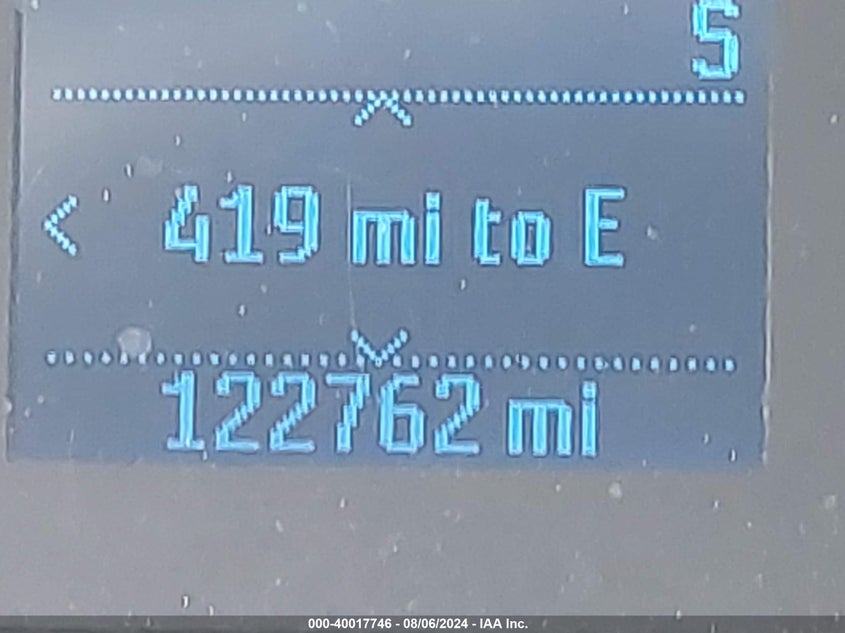 S
< 419 mi to E
122762 mi
000-40017746 - 08/06/2024 - IAA Inc.